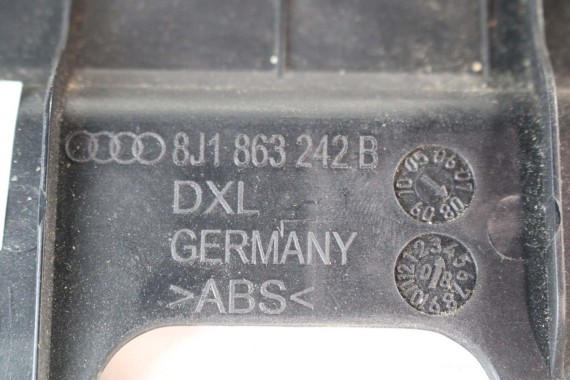 8J1 863 242 B
DXL
GERMANY
>ABS<